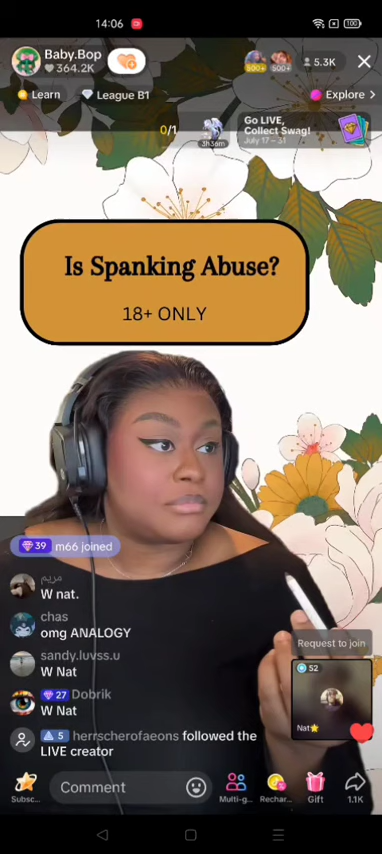 14:06
100
Baby.Bop
364.2K
500+
500+
5.3K
Learn
League B1
Explore >
0/1
3h36m
Go LIVE,
Collect Swag!
July 17 – 31
Is Spanking Abuse?
18+ ONLY
39 m66 joined
مريم
W nat.
chas
omg ANALOGY
sandy.luvss.u
W Nat
27 Dobrik
W Nat
5 herrscherofaeons followed the
LIVE creator
Request to join
52
Nat
Comment
Subsc...
Multi-g...
Rechar...
Gift
1.1K